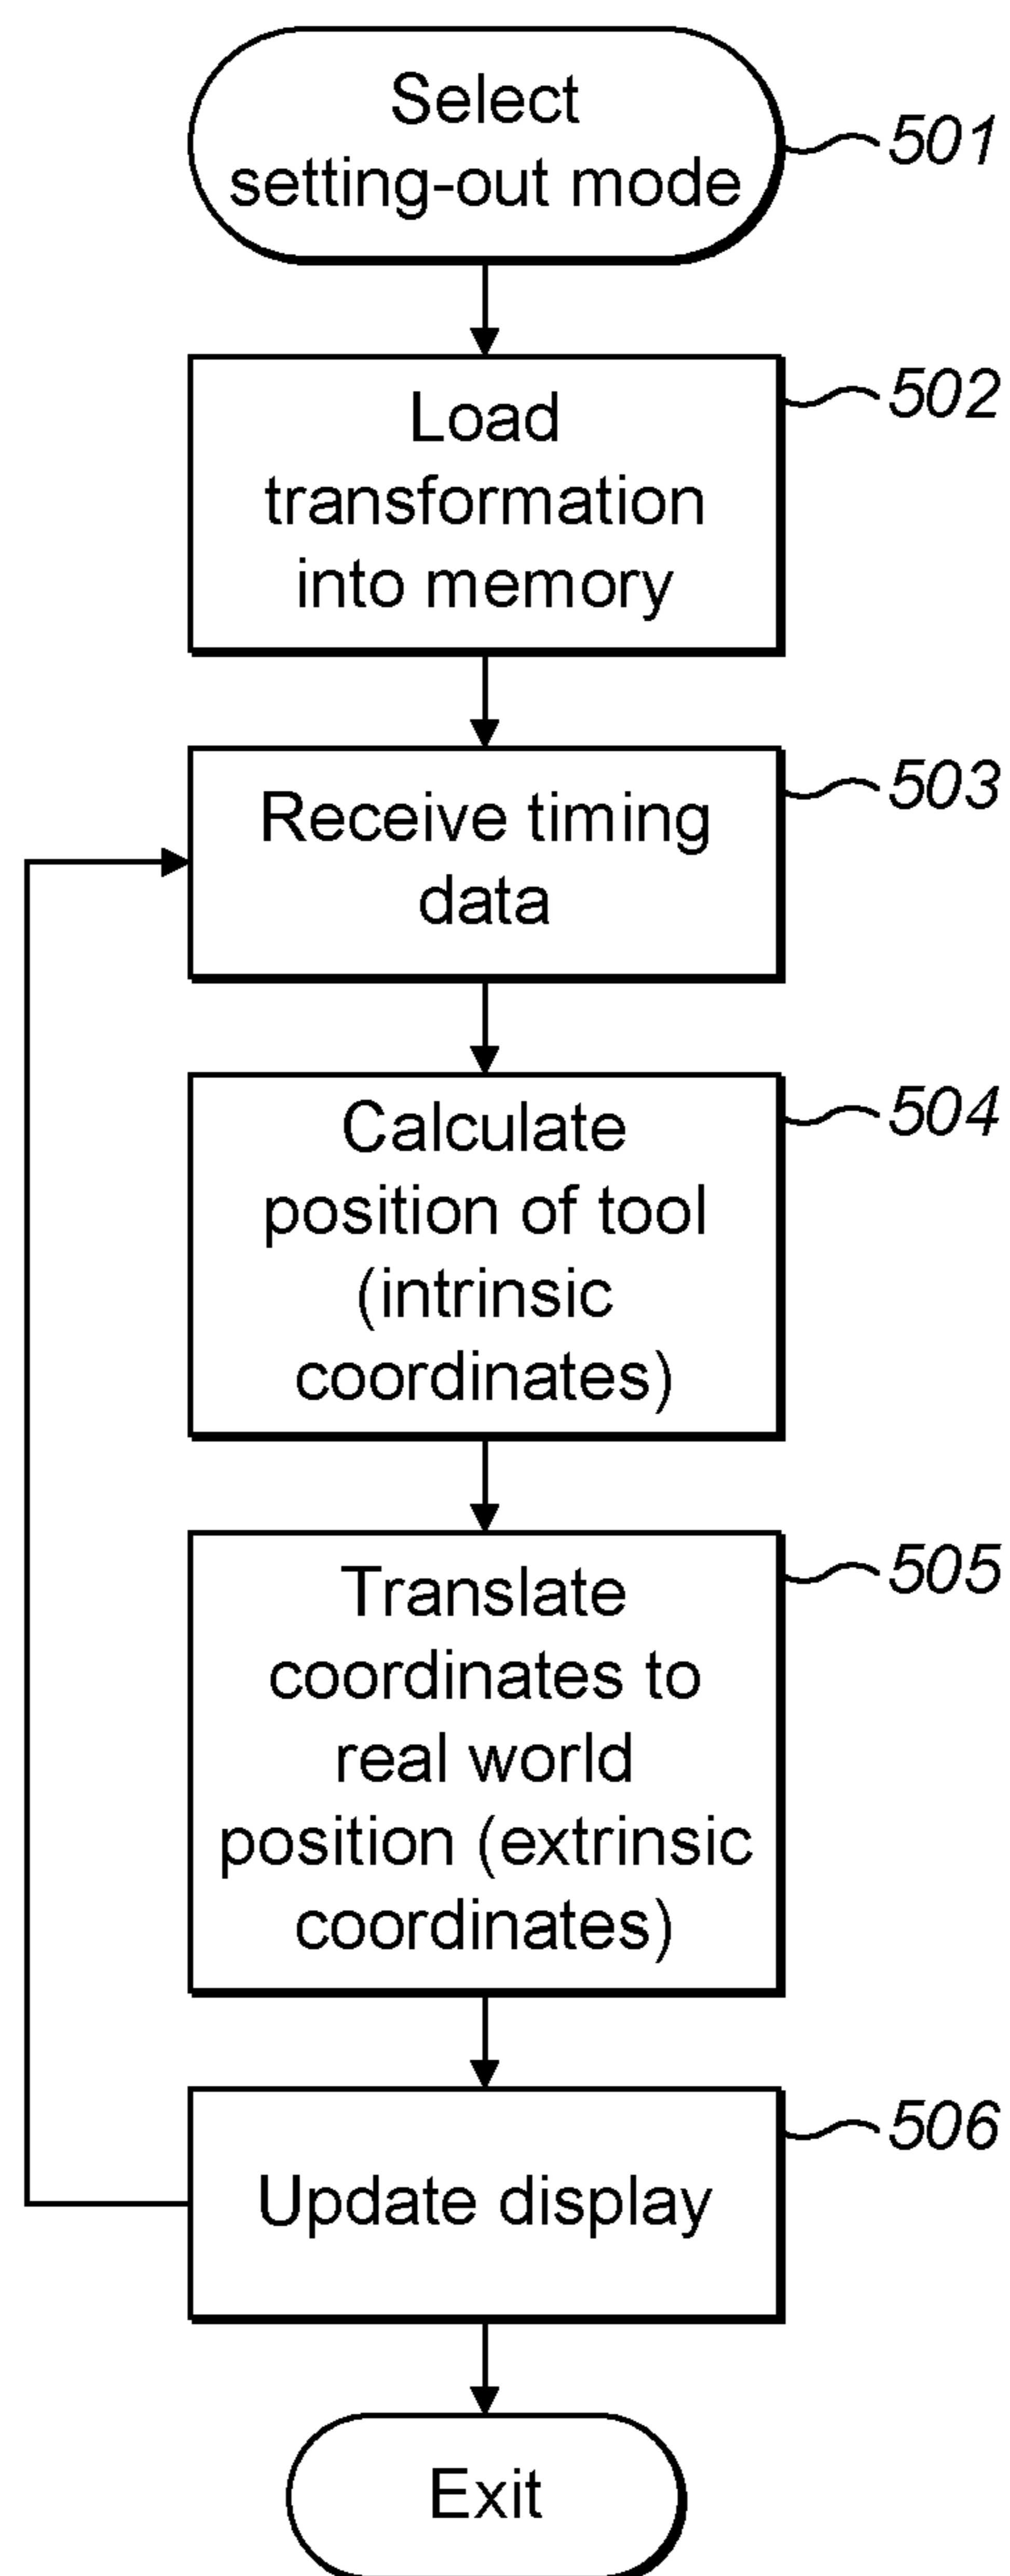 Select
setting-out mode
501
Load
transformation
into memory
502
Receive timing
data
503
Calculate
position of tool
(intrinsic
coordinates)
504
Translate
coordinates to
real world
position (extrinsic
coordinates)
505
Update display
506
Exit